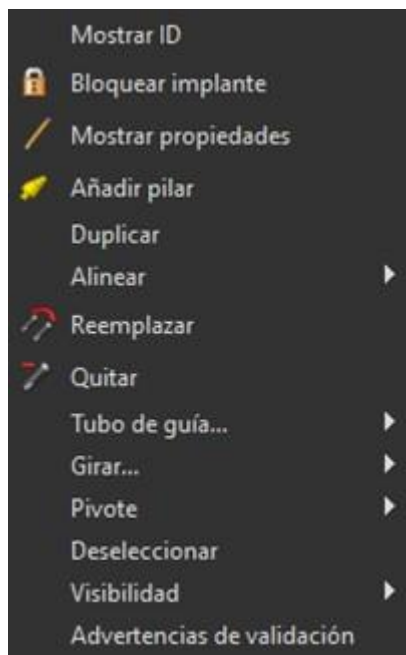 Mostrar ID
Bloquear implante
Mostrar propiedades
Añadir pilar
Duplicar
Alinear
Reemplazar
Quitar
Tubo de guía...
Girar...
Pivote
Deseleccionar
Visibilidad
Advertencias de validación